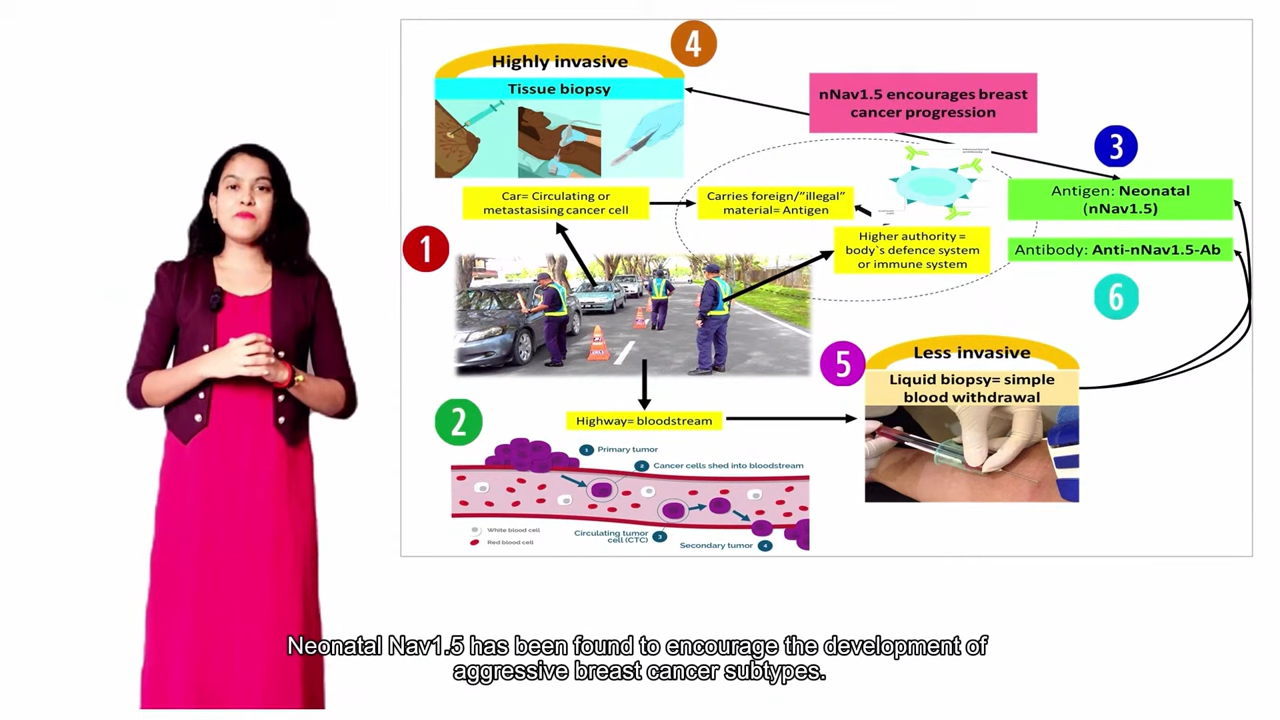 4
Highly invasive
Tissue biopsy
nNav1.5 encourages breast
cancer progression
3
Antigen: Neonatal
(nNav1.5)
Antibody: Anti-nNav1.5-Ab
6
Car= Circulating or
metastasising cancer cell
Carries foreign/"illegal"
material= Antigen
Higher authority =
body`s defence system
or immune system
1
5
Less invasive
Liquid biopsy= simple
blood withdrawal
2
Highway= bloodstream
1 Primary tumor
2 Cancer cells shed into bloodstream
White blood cell
Red blood cell
Circulating tumor
cell (CTC) 3
Secondary tumor 4
Neonatal Nav1.5 has been found to encourage the development of
aggressive breast cancer subtypes.